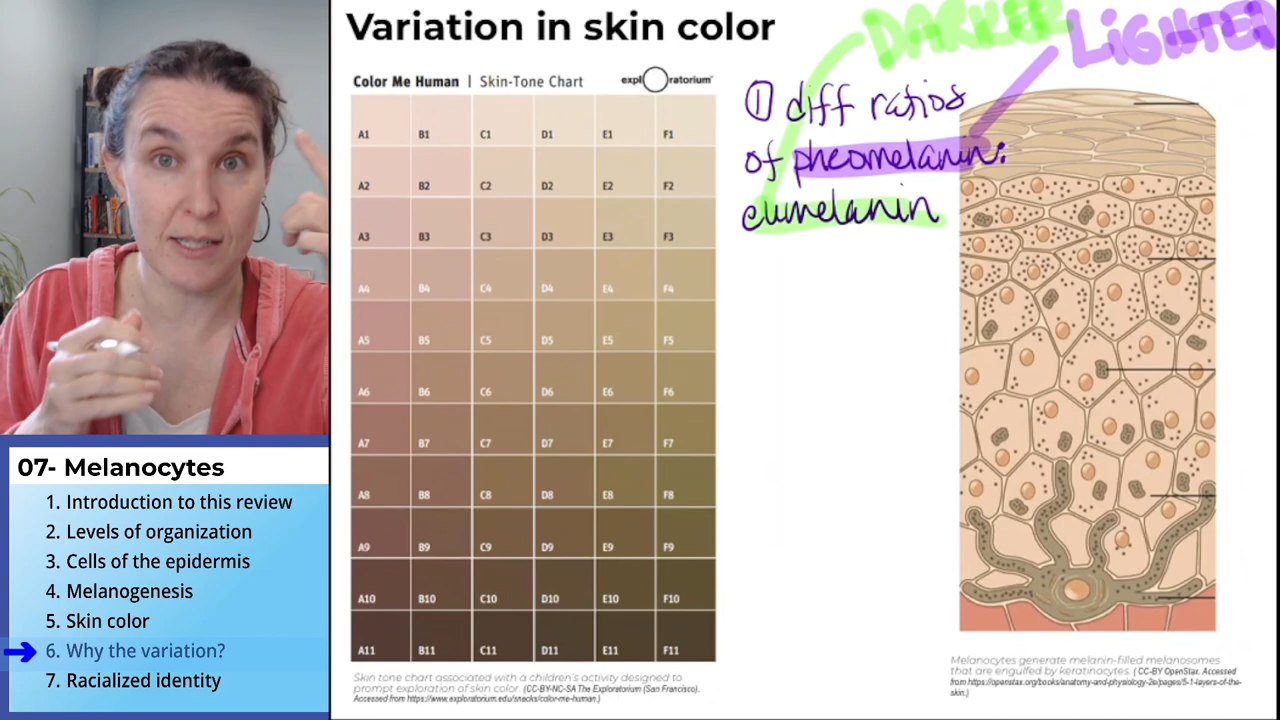 Variation in skin color
DARKER
LIGHTER
Color Me Human | Skin-Tone Chart
expl ratorium
A1 B1 C1 D1 E1 F1
A2 B2 C2 D2 E2 F2
A3 B3 C3 D3 E3 F3
A4 B4 C4 D4 E4 F4
A5 B5 C5 D5 E5 F5
A6 B6 C6 D6 E6 F6
A7 B7 C7 D7 E7 F7
A8 B8 C8 D8 E8 F8
A9 B9 C9 D9 E9 F9
A10 B10 C10 D10 E10 F10
A11 B11 C11 D11 E11 F11
Skin tone chart associated with a children's activity designed to
prompt exploration of skin color. (CC-BY-NC-SA The Exploratorium (San Francisco).
Accessed from https://www.exploratorium.edu/snacks/color-me-human.)
① diff ratios
of pheomelanin:
eumelanin
Melanocytes generate melanin-filled melanosomes
that are engulfed by keratinocytes. ( CC-BY OpenStax. Accessed
from https://openstax.org/books/anatomy-and-physiology-2e/pages/5-1-layers-of-the-
skin.)
07- Melanocytes
1. Introduction to this review
2. Levels of organization
3. Cells of the epidermis
4. Melanogenesis
5. Skin color
6. Why the variation?
7. Racialized identity